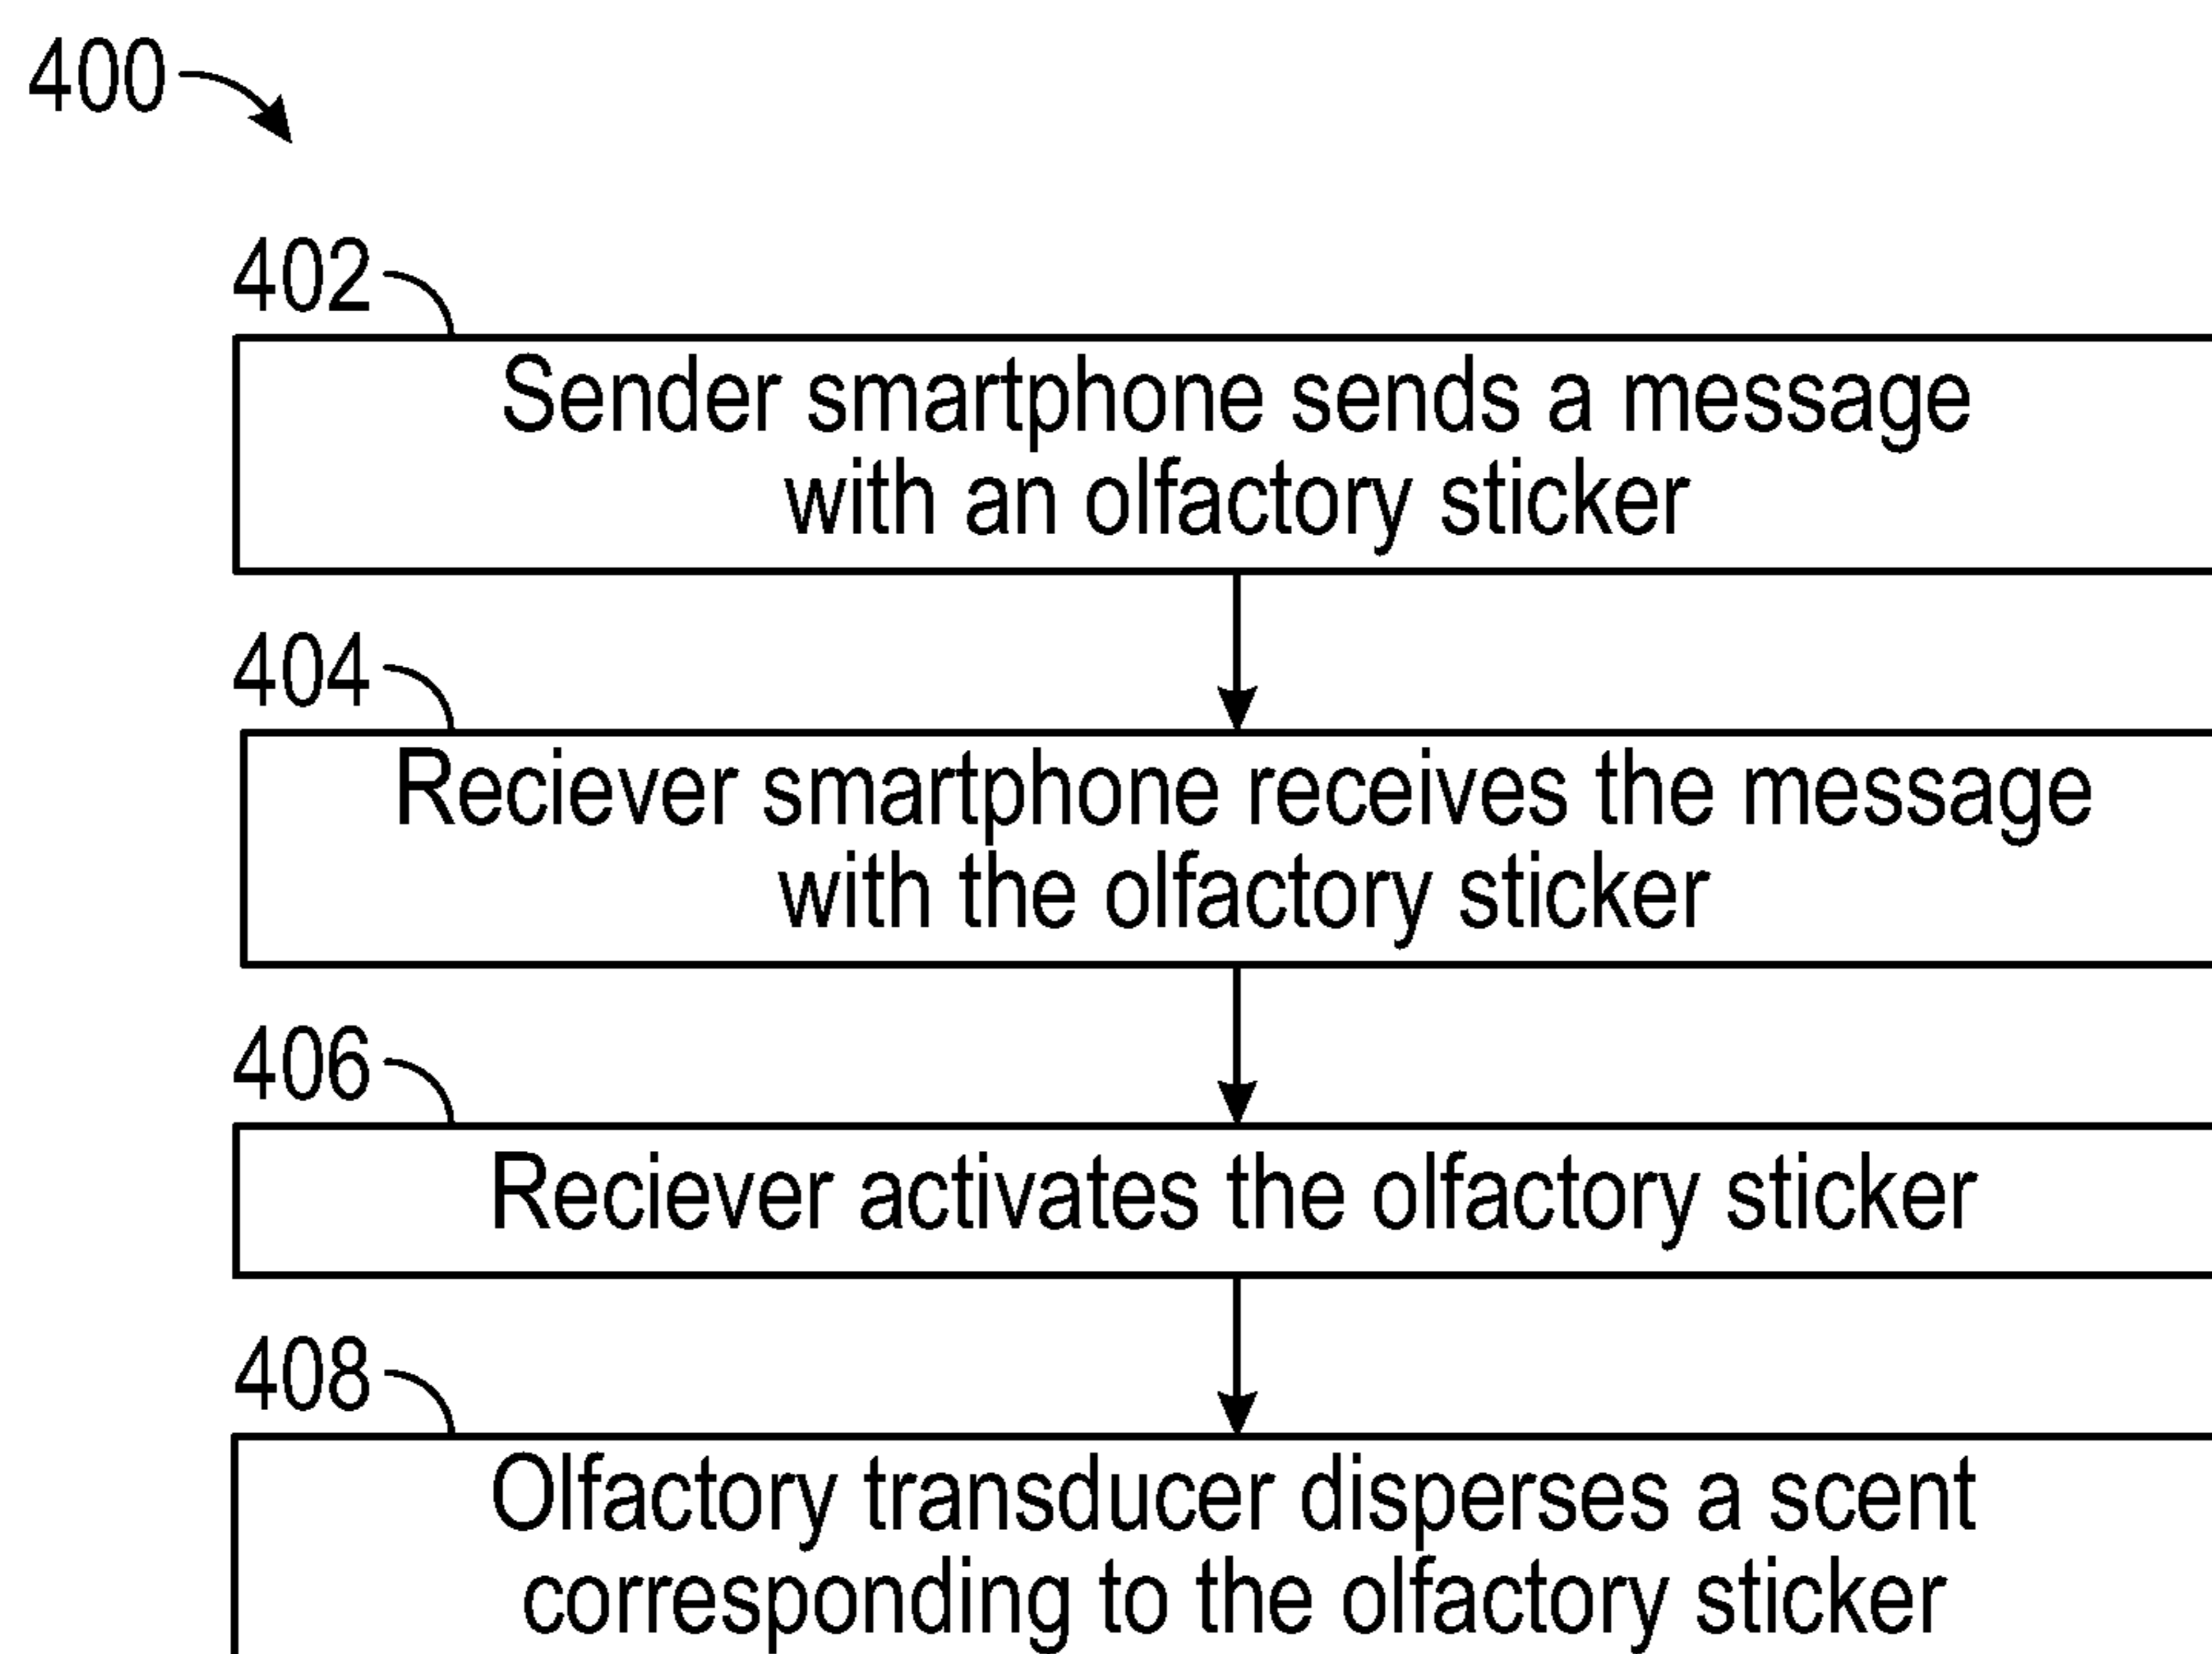 400
402
Sender smartphone sends a message
with an olfactory sticker
404
Reciever smartphone receives the message
with the olfactory sticker
406
Reciever activates the olfactory sticker
408
Olfactory transducer disperses a scent
corresponding to the olfactory sticker